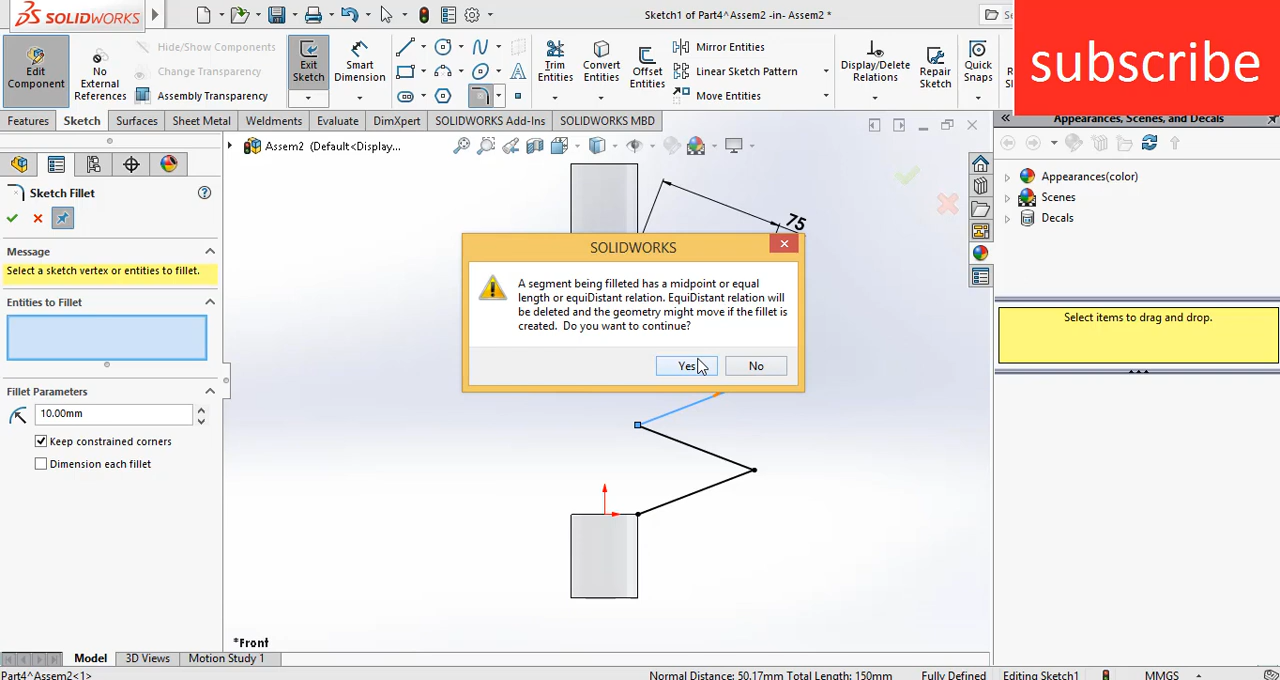 SOLIDWORKS
Sketch1 of Part4^Assem2 -in- Assem2 *
subscribe
Edit Component
No External References
Hide/Show Components
Change Transparency
Assembly Transparency
Exit Sketch
Smart Dimension
Trim Entities
Convert Entities
Offset Entities
Mirror Entities
Linear Sketch Pattern
Move Entities
Display/Delete Relations
Repair Sketch
Quick Snaps
Features
Sketch
Surfaces
Sheet Metal
Weldments
Evaluate
DimXpert
SOLIDWORKS Add-Ins
SOLIDWORKS MBD
Appearances, Scenes, and Decals
Assem2 (Default<Display...
Sketch Fillet
Message
Select a sketch vertex or entities to fillet.
Entities to Fillet
Fillet Parameters
10.00mm
Keep constrained corners
Dimension each fillet
75
SOLIDWORKS
A segment being filleted has a midpoint or equal
length or equiDistant relation. EquiDistant relation will
be deleted and the geometry might move if the fillet is
created. Do you want to continue?
Yes
No
Appearances(color)
Scenes
Decals
Select items to drag and drop.
*Front
Model
3D Views
Motion Study 1
Part4^Assem2<1>
Normal Distance: 50.17mm Total Length: 150mm
Fully Defined
Editing Sketch1
MMGS